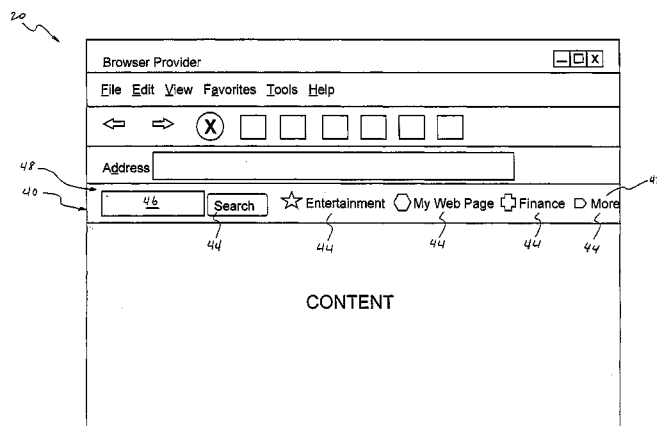 20
Browser Provider X
File Edit View Favorites Tools Help
X
Address
48
40
46 Search Entertainment My Web Page Finance More
44 44 44 44 44
CONTENT